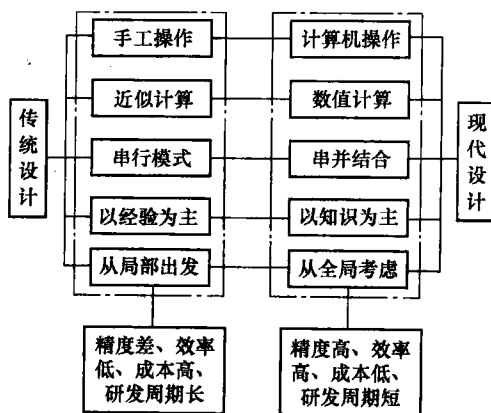 手工操作
计算机操作
近似计算
数值计算
传统设计
串行模式
串并结合
现代设计
以经验为主
以知识为主
从局部出发
从全局考虑
精度差、效率
低、成本高、
研发周期长
精度高、效率
高、成本低、
研发周期短